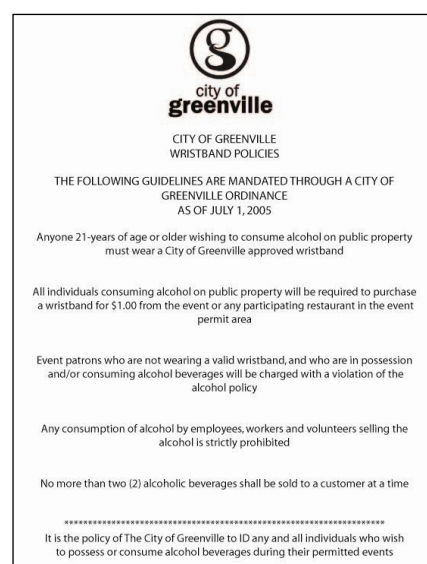 g
city of
greenville
CITY OF GREENVILLE
WRISTBAND POLICIES
THE FOLLOWING GUIDELINES ARE MANDATED THROUGH A CITY OF
GREENVILLE ORDINANCE
AS OF JULY 1, 2005
Anyone 21-years of age or older wishing to consume alcohol on public property
must wear a City of Greenville approved wristband
All individuals consuming alcohol on public property will be required to purchase
a wristband for $1.00 from the event or any participating restaurant in the event
permit area
Event patrons who are not wearing a valid wristband, and who are in possession
and/or consuming alcohol beverages will be charged with a violation of the
alcohol policy
Any consumption of alcohol by employees, workers and volunteers selling the
alcohol is strictly prohibited
No more than two (2) alcoholic beverages shall be sold to a customer at a time
********************************************************************
It is the policy of The City of Greenville to ID any and all individuals who wish
to possess or consume alcohol beverages during their permitted events